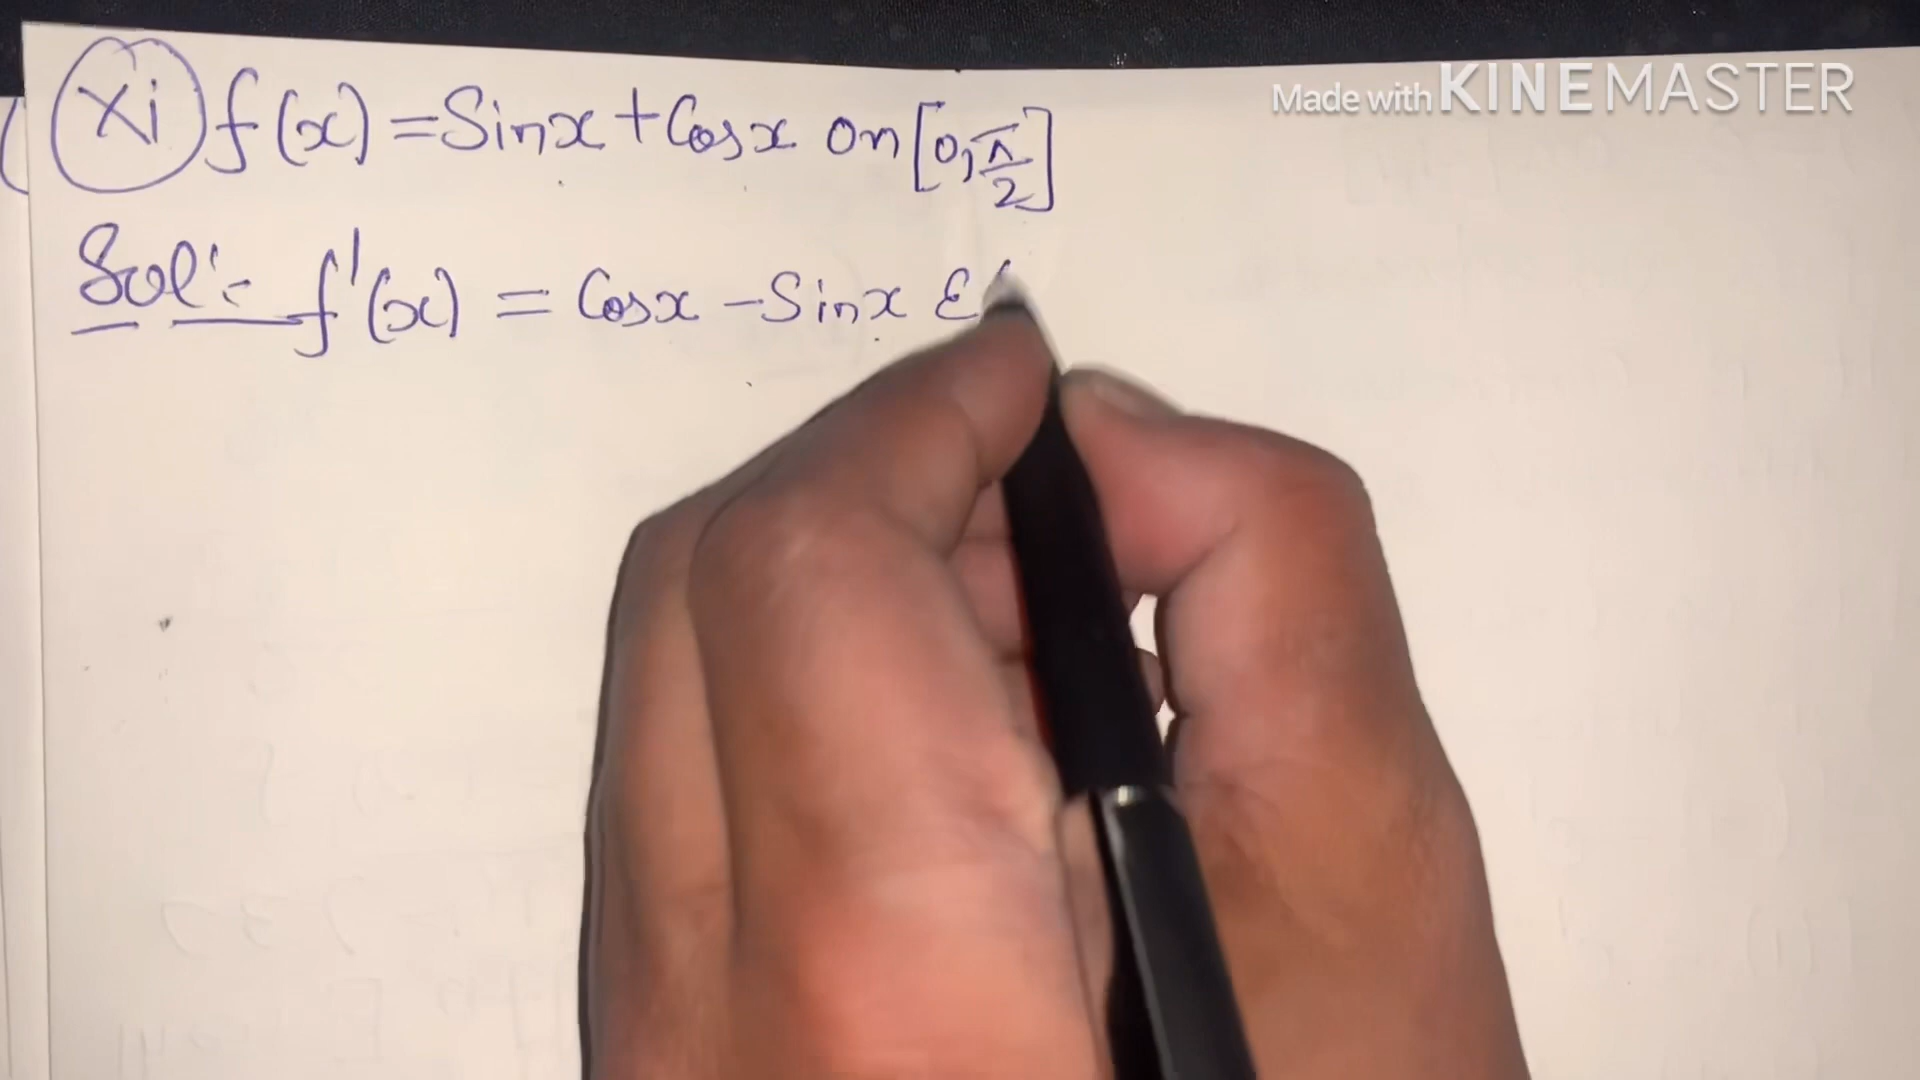 Made with KINEMASTER
(xi) f(x) = Sinx + Cosx on [0, π/2]
Sol:- f'(x) = Cosx - Sinx &